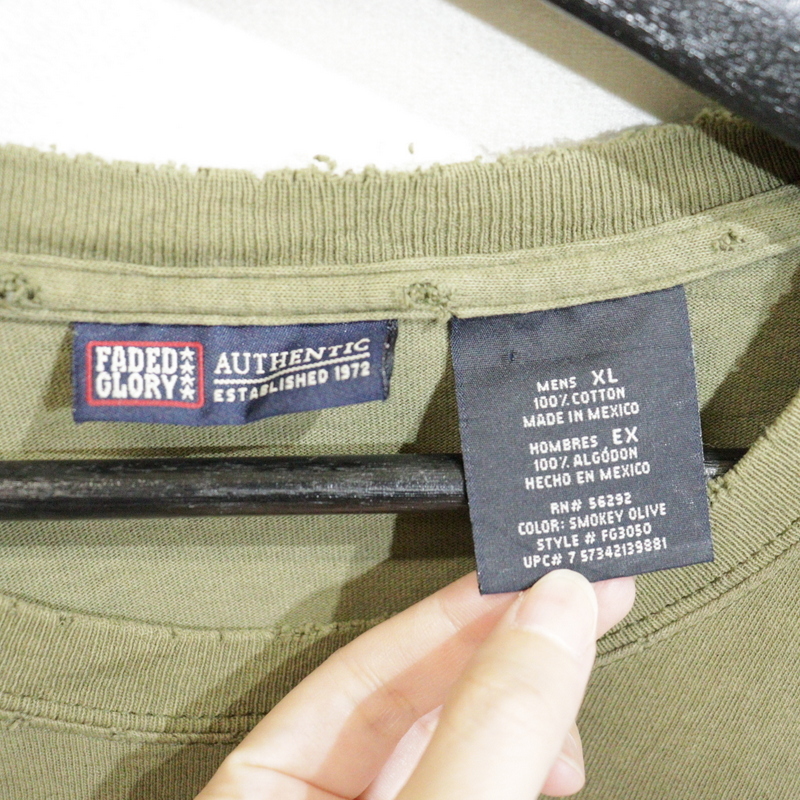 FADED
GLORY
AUTHENTIC
ESTABLISHED 1972
MENS XL
100% COTTON
MADE IN MEXICO
HOMBRES EX
100% ALGÓDON
HECHO EN MEXICO
RN# 56292
COLOR: SMOKEY OLIVE
STYLE # FG3050
UPC# 7 57342139881